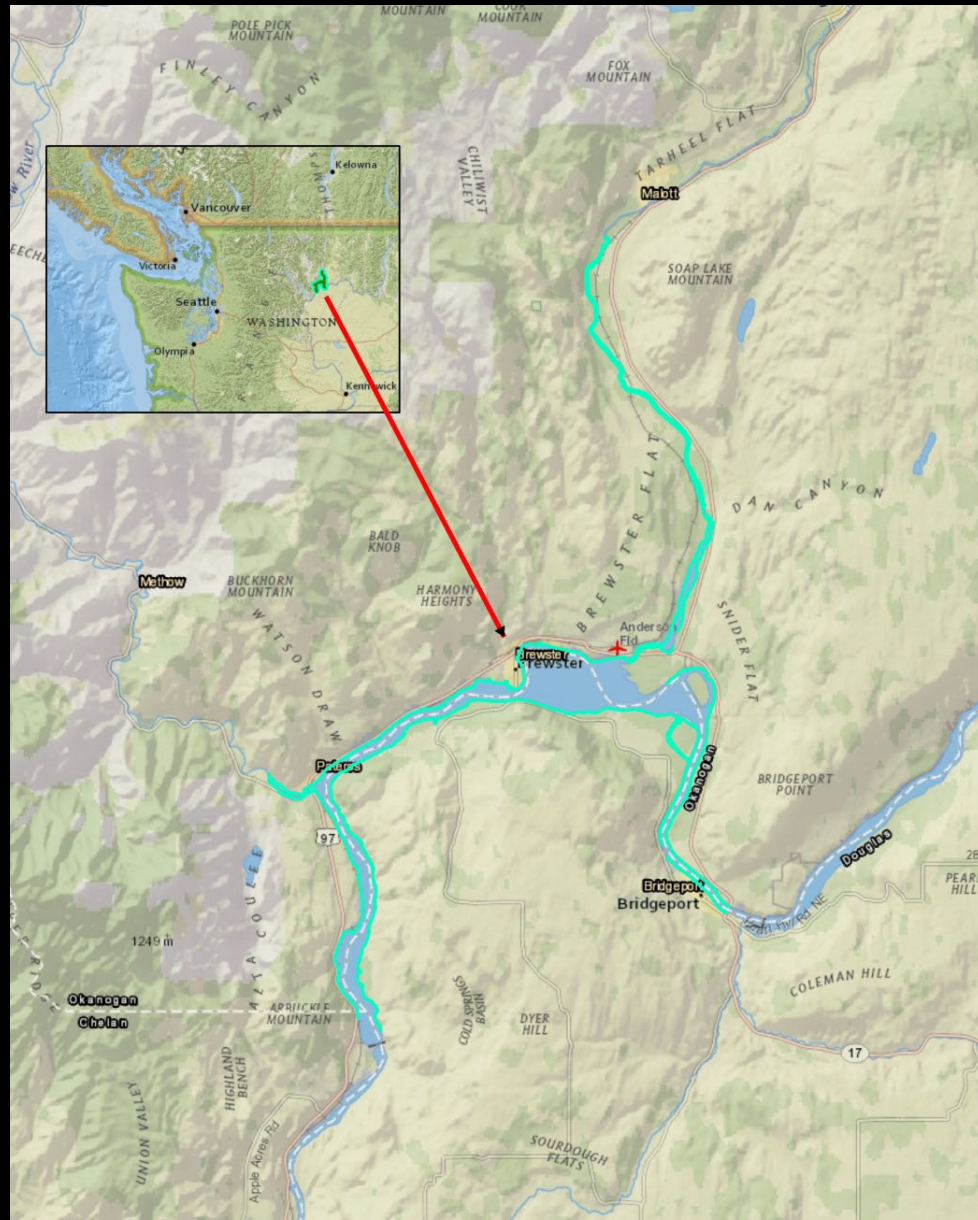 MOUNTAIN
COOK
MOUNTAIN
POLE PICK
MOUNTAIN
FINLEY CANYON
FOX
MOUNTAIN
TARHEEL FLAT
CHILIWIST
VALLEY
Malott
SOAP LAKE
MOUNTAIN
Kelowna
Vancouver
Victoria
Seattle
WASHINGTON
Olympia
Kennewick
BREWSTER FLAT
DAN CANYON
BALD
KNOB
Methow
BUCKHORN
MOUNTAIN
HARMONY
HEIGHTS
WATSON DRAW
Anderson
Fld
SNIDER FLAT
Brewster
Brewster
Pateros
97
Okanogan
BRIDGEPORT
POINT
Douglas
Bridgeport
Bridgeport
ALTA COULEE
1249 m
Okanogan
Chelan
ARBUCKLE
MOUNTAIN
COLD SPRINGS
BASIN
DYER
HILL
COLEMAN HILL
HIGHLAND
BENCH
17
UNION VALLEY
Apple Acres Rd
SOURDOUGH
FLATS